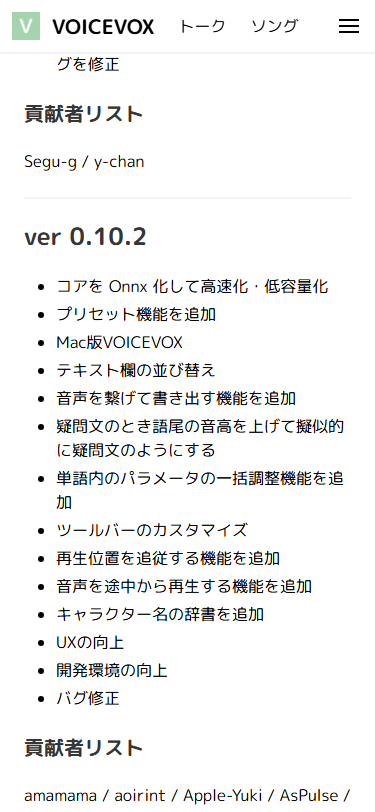 V VOICEVOX トーク ソング
グを修正
貢献者リスト
Segu-g / y-chan
ver 0.10.2
コアを Onnx 化して高速化・低容量化
プリセット機能を追加
Mac版VOICEVOX
テキスト欄の並び替え
音声を繋げて書き出す機能を追加
疑問文のとき語尾の音高を上げて擬似的
に疑問文のようにする
単語内のパラメータの一括調整機能を追
加
ツールバーのカスタマイズ
再生位置を追従する機能を追加
音声を途中から再生する機能を追加
キャラクター名の辞書を追加
UXの向上
開発環境の向上
バグ修正
貢献者リスト
amamama / aoirint / Apple-Yuki / AsPulse /